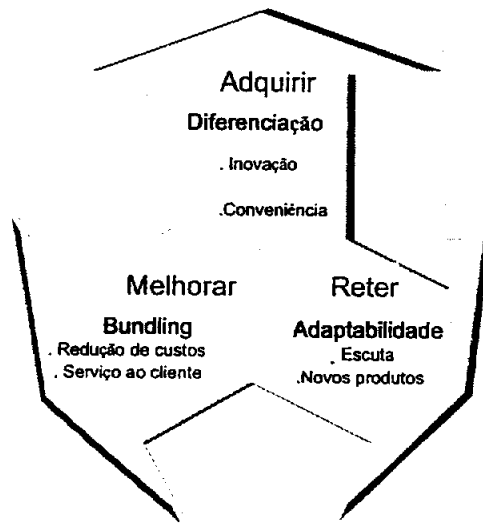 Adquirir
Diferenciação
. Inovação
.Conveniência
Melhorar
Bundling
. Redução de custos
. Serviço ao cliente
Reter
Adaptabilidade
. Escuta
.Novos produtos